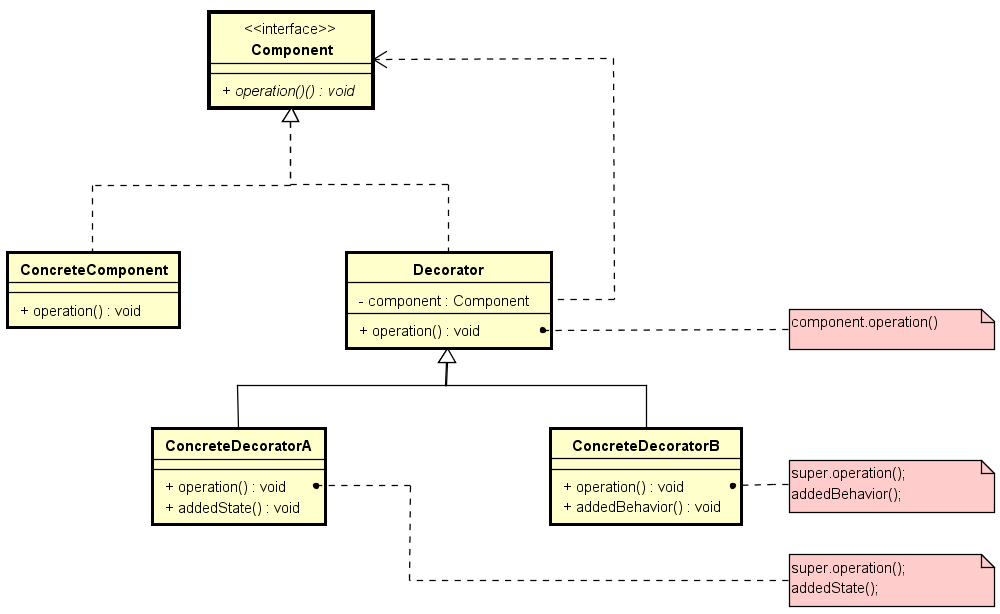 <<interface>>
Component
+ operation()() : void
ConcreteComponent
+ operation() : void
Decorator
- component : Component
+ operation() : void
component.operation()
ConcreteDecoratorA
+ operation() : void
+ addedState() : void
ConcreteDecoratorB
+ operation() : void
+ addedBehavior() : void
super.operation();
addedBehavior();
super.operation();
addedState();